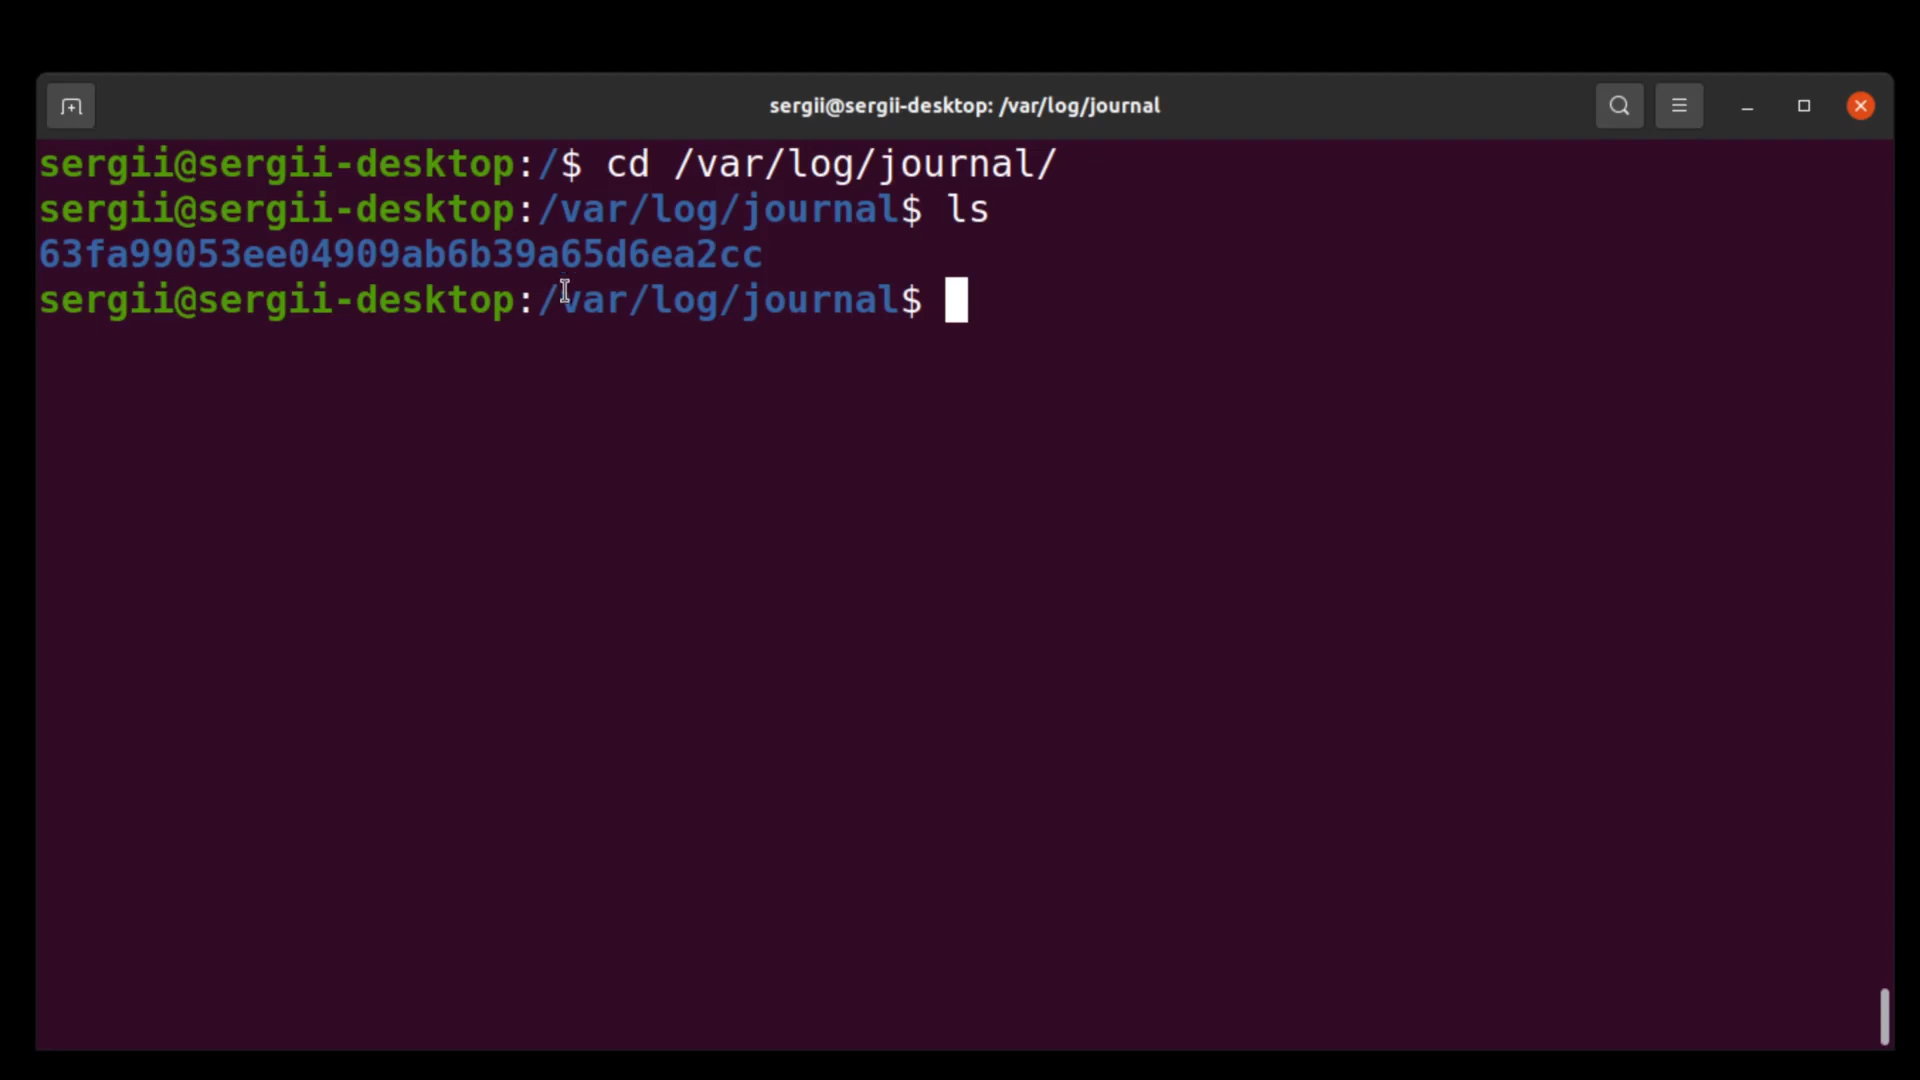 sergii@sergii-desktop: /var/log/journal
sergii@sergii-desktop:/$ cd /var/log/journal/
sergii@sergii-desktop:/var/log/journal$ ls
63fa99053ee04909ab6b39a65d6ea2cc
sergii@sergii-desktop:/var/log/journal$